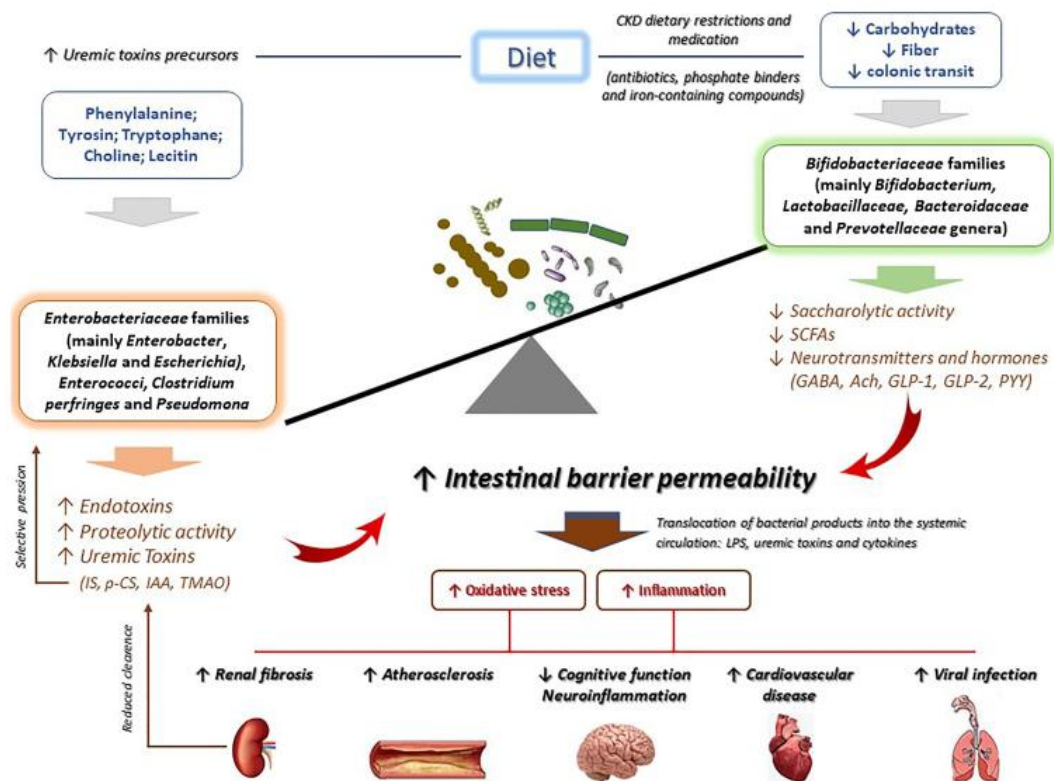 ↑ Uremic toxins precursors
Diet
CKD dietary restrictions and
medication
(antibiotics, phosphate binders
and iron-containing compounds)
↓ Carbohydrates
↓ Fiber
↓ colonic transit
Phenylalanine;
Tyrosin; Tryptophane;
Choline; Lecitin
Bifidobacteriaceae families
(mainly Bifidobacterium,
Lactobacillaceae, Bacteroidaceae
and Prevotellaceae genera)
Enterobacteriaceae families
(mainly Enterobacter,
Klebsiella and Escherichia),
Enterococi, Clostridium
perfringes and Pseudomona
↓ Saccharolytic activity
↓ SCFAs
↓ Neurotransmitters and hormones
(GABA, Ach, GLP-1, GLP-2, PYY)
↑ Intestinal barrier permeability
Selective pression
↑ Endotoxins
↑ Proteolytic activity
↑ Uremic Toxins
(IS, p-CS, IAA, TMAO)
Translocation of bacterial products into the systemic
circulation: LPS, uremic toxins and cytokines
↑ Oxidative stress
↑ Inflammation
Reduced clearence
↑ Renal fibrosis
↑ Atherosclerosis
↓ Cognitive function
Neuroinflammation
↑ Cardiovascular
disease
↑ Viral infection